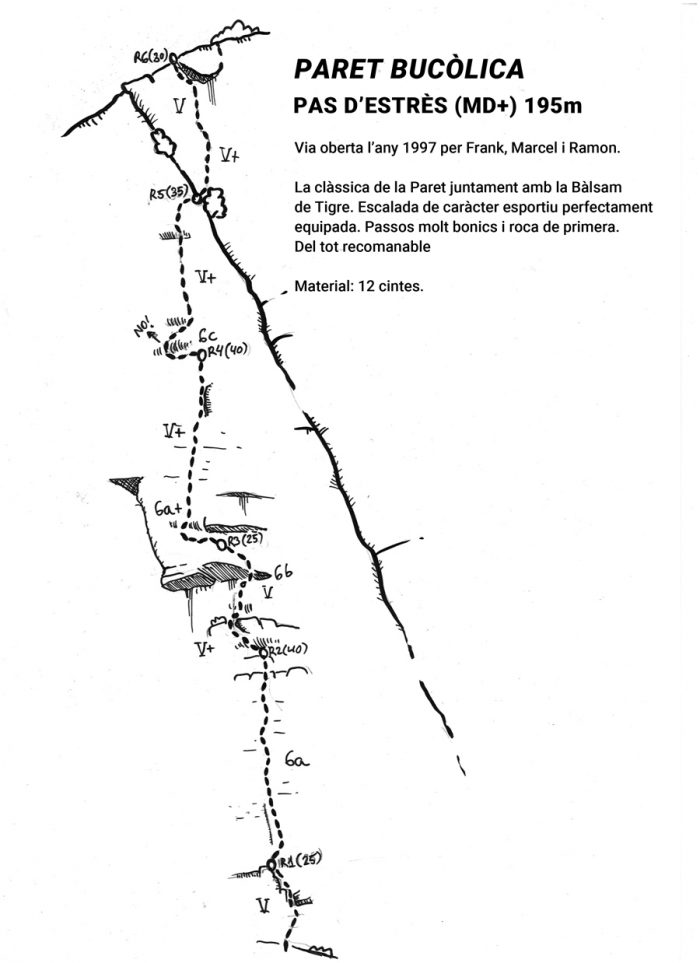 PARET BUCÒLICA
PAS D'ESTRÈS (MD+) 195m
Via oberta l'any 1997 per Frank, Marcel i Ramon.
La clàssica de la Paret juntament amb la Bàlsam
de Tigre. Escalada de caràcter esportiu perfectament
equipada. Passos molt bonics i roca de primera.
Del tot recomanable
Material: 12 cintes.
R6(30)
V
V+
R5(35)
V+
NO!
6c
R4(40)
V+
6a+
R3(25)
6b
V
V+
R2(40)
6a
R1(25)
V